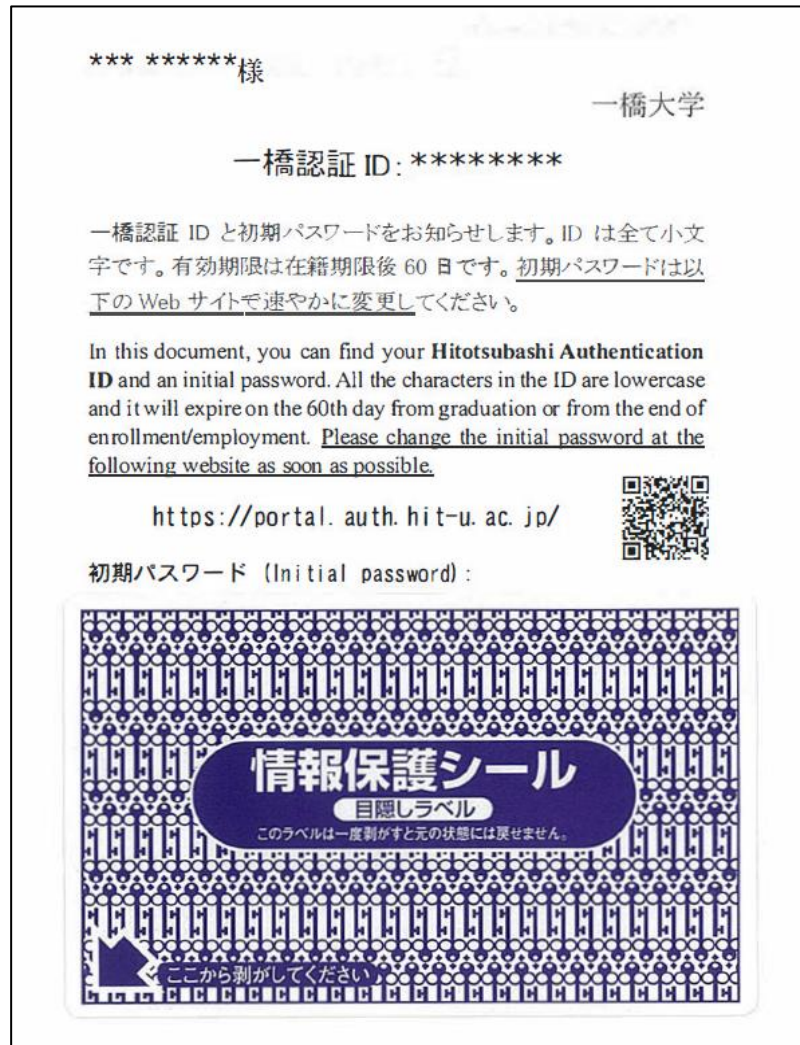 *** ******様
一橋大学
一橋認証 ID: ********
一橋認証 ID と初期パスワードをお知らせします。ID は全て小文
字です。有効期限は在籍期限後 60 日です。初期パスワードは以
下の Web サイトで速やかに変更してください。
In this document, you can find your Hitotsubashi Authentication
ID and an initial password. All the characters in the ID are lowercase
and it will expire on the 60th day from graduation or from the end of
enrollment/employment. Please change the initial password at the
following website as soon as possible.
https://portal.auth.hit-u.ac.jp/
初期パスワード (Initial password):
情報保護シール
目隠しラベル
このラベルは一度剥がすと元の状態には戻せません。
ここから剥がしてください